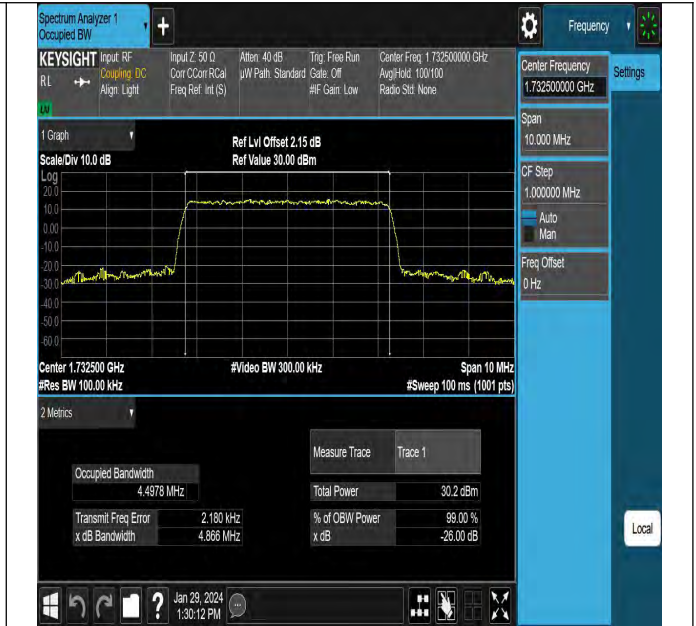 Spectrum Analyzer 1
Occupied BW
Frequency
KEYSIGHT
RL
Input: RF
Coupling: DC
Align: Light
Input Z: 50 Ω
Corr CCorr RCal
Freq Ref: Int (S)
Atten: 40 dB
µW Path: Standard
Trig: Free Run
Gate: Off
#IF Gain: Low
Center Freq: 1.732500000 GHz
Avg|Hold: 100/100
Radio Std: None
Center Frequency
1.732500000 GHz
Settings
Span
10.000 MHz
CF Step
1.000000 MHz
Auto
Man
Freq Offset
0 Hz
1 Graph
Scale/Div 10.0 dB
Ref Lvl Offset 2.15 dB
Ref Value 30.00 dBm
Log
20.0
10.0
0.00
-10.0
-20.0
-30.0
-40.0
-50.0
-60.0
Center 1.732500 GHz
#Video BW 300.00 kHz
Span 10 MHz
#Res BW 100.00 kHz
#Sweep 100 ms (1001 pts)
2 Metrics
Measure Trace Trace 1
Occupied Bandwidth
4.4978 MHz
Total Power 30.2 dBm
Transmit Freq Error 2.180 kHz
% of OBW Power 99.00 %
x dB Bandwidth 4.866 MHz
x dB -26.00 dB
Local
?
Jan 29, 2024
1:30:12 PM